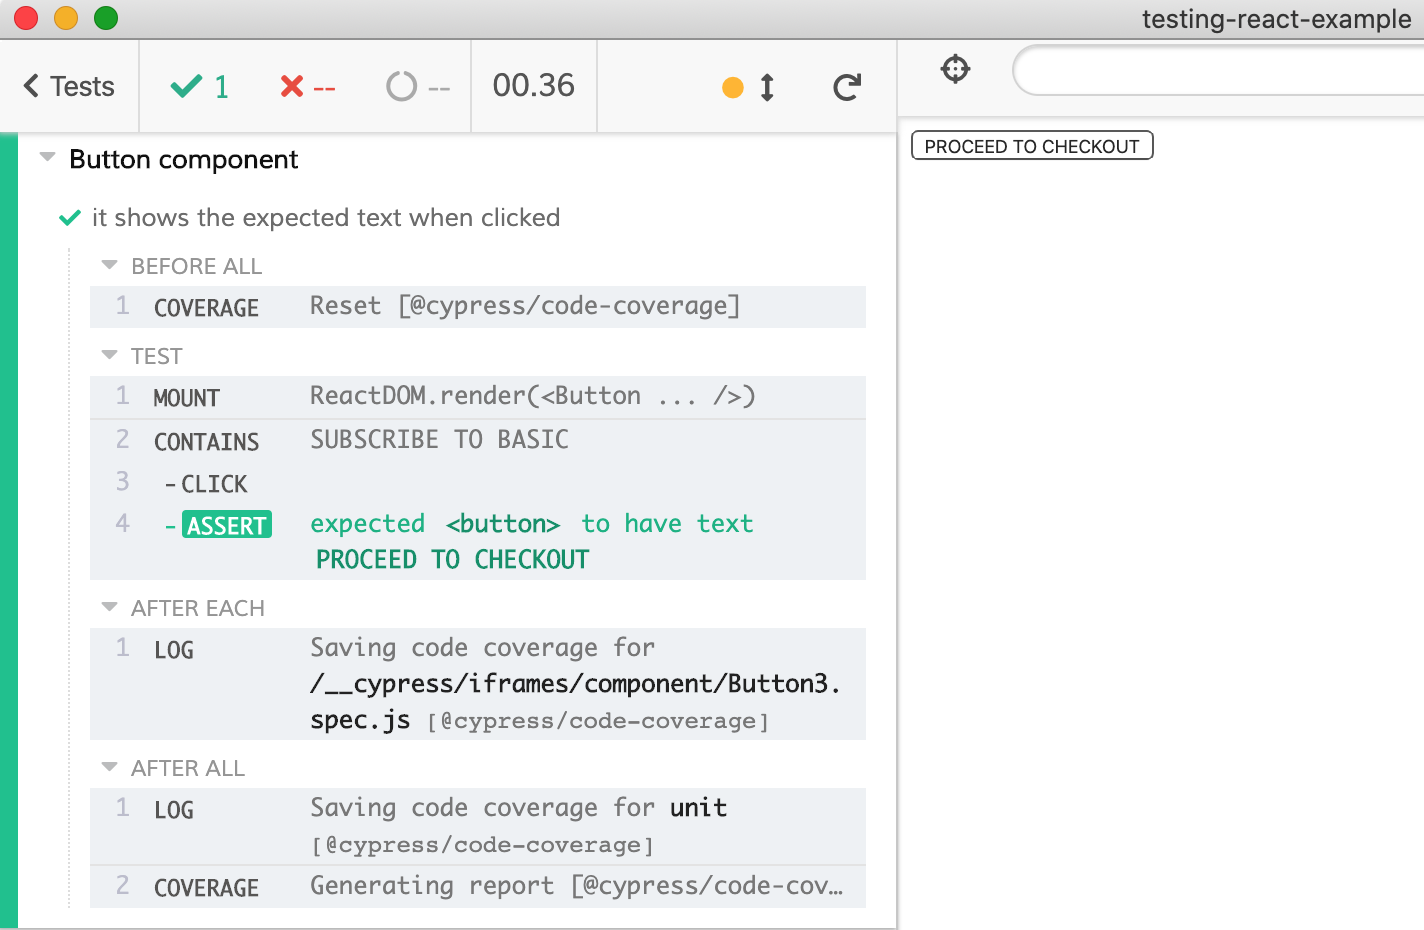 testing-react-example
Tests 1 -- -- 00.36
PROCEED TO CHECKOUT
Button component
it shows the expected text when clicked
BEFORE ALL
1 COVERAGE Reset [@cypress/code-coverage]
TEST
1 MOUNT ReactDOM.render(<Button ... />)
2 CONTAINS SUBSCRIBE TO BASIC
3 -CLICK
4 -ASSERT expected <button> to have text
PROCEED TO CHECKOUT
AFTER EACH
1 LOG Saving code coverage for
/__cypress/iframes/component/Button3.
spec.js [@cypress/code-coverage]
AFTER ALL
1 LOG Saving code coverage for unit
[@cypress/code-coverage]
2 COVERAGE Generating report [@cypress/code-cov…